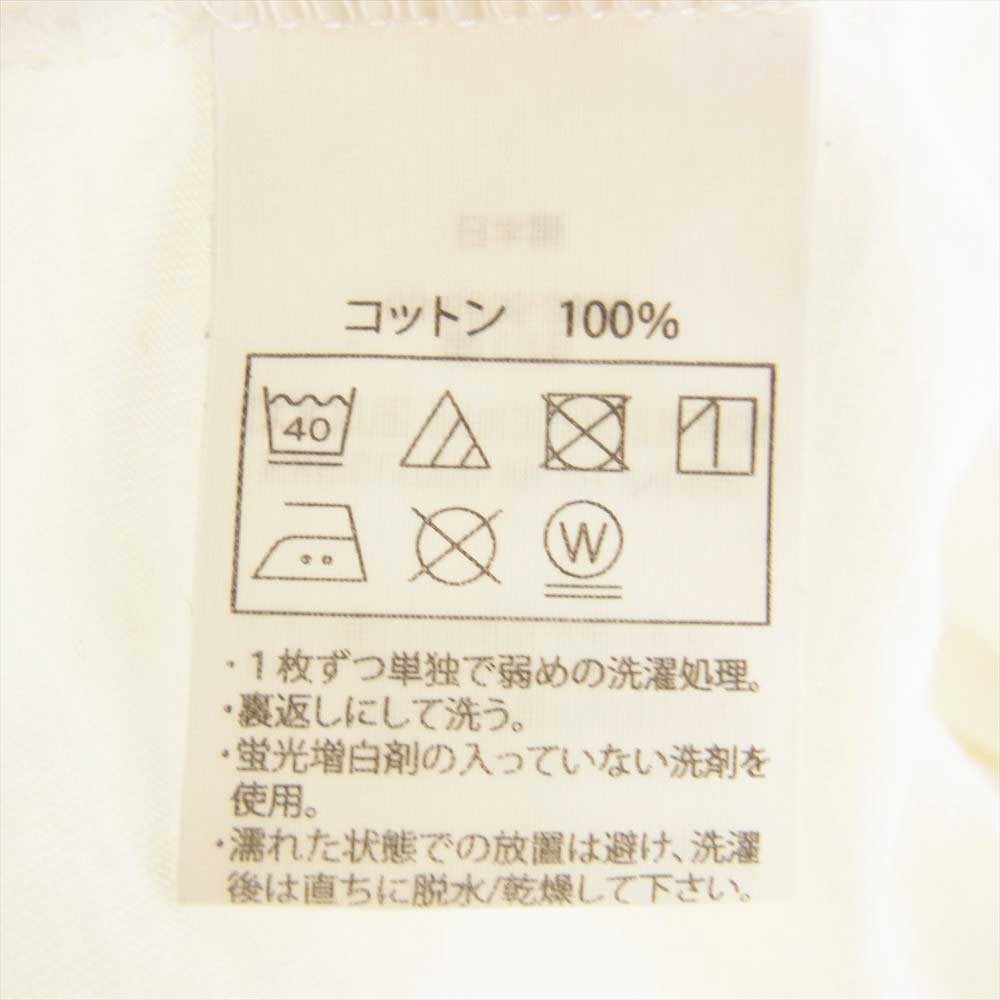 コットン 100%
40
W
・1枚ずつ単独で弱めの洗濯処理。
・裏返しにして洗う。
・蛍光増白剤の入っていない洗剤を
使用。
・濡れた状態での放置は避け、洗濯
後は直ちに脱水/乾燥して下さい。